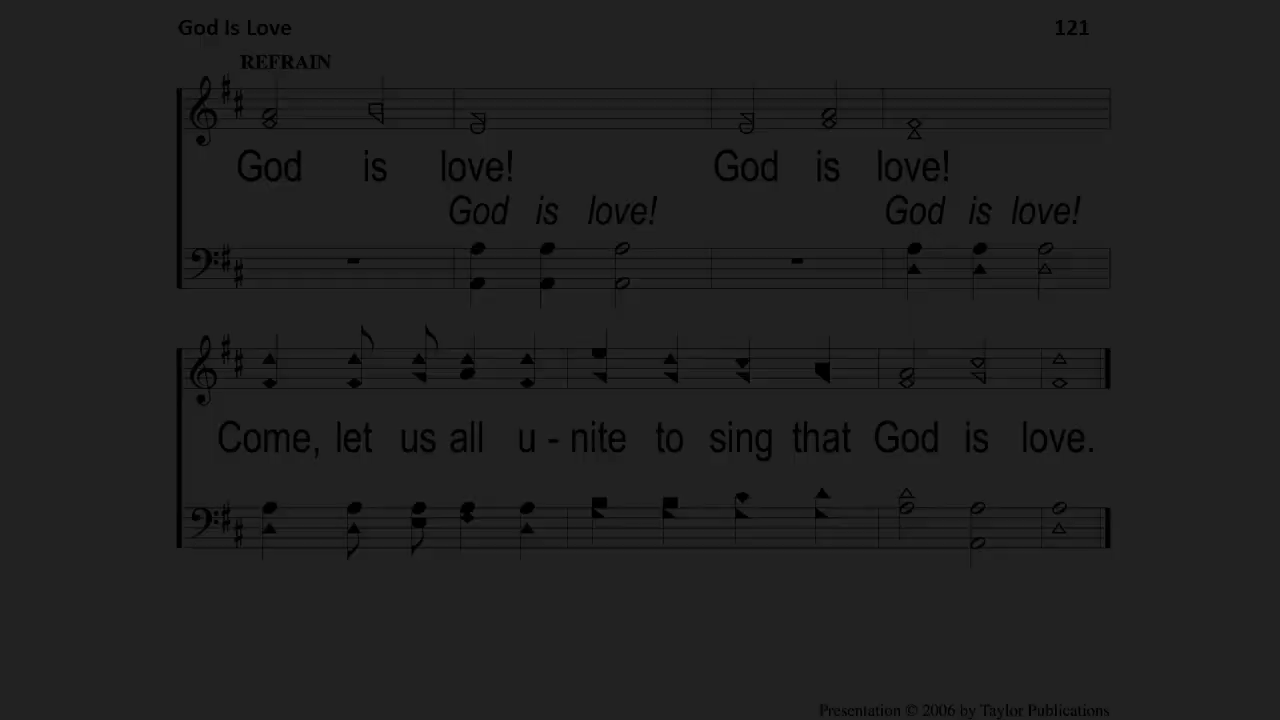 God Is Love 121
REFRAIN
God is love! God is love!
God is love! God is love!
Come, let us all u - nite to sing that God is love.
Presentation © 2006 by Taylor Publications